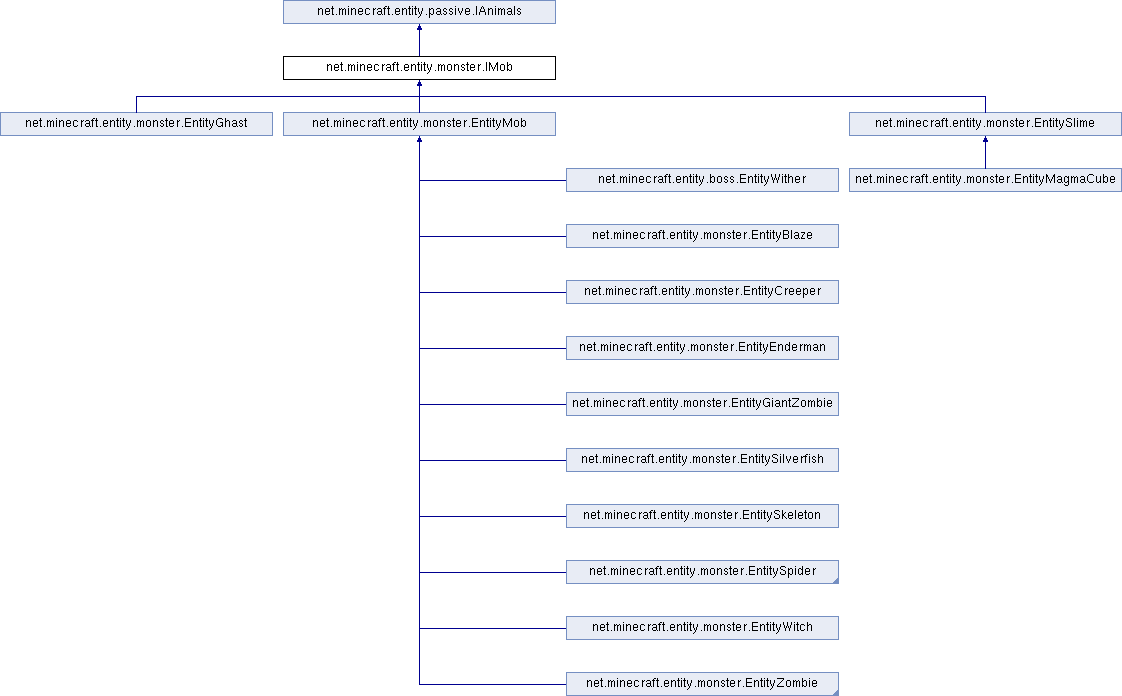 net.minecraft.entity.passive.IAnimals
net.minecraft.entity.monster.IMob
net.minecraft.entity.monster.EntityGhast
net.minecraft.entity.monster.EntityMob
net.minecraft.entity.monster.EntitySlime
net.minecraft.entity.boss.EntityWither
net.minecraft.entity.monster.EntityMagmaCube
net.minecraft.entity.monster.EntityBlaze
net.minecraft.entity.monster.EntityCreeper
net.minecraft.entity.monster.EntityEnderman
net.minecraft.entity.monster.EntityGiantZombie
net.minecraft.entity.monster.EntitySilverfish
net.minecraft.entity.monster.EntitySkeleton
net.minecraft.entity.monster.EntitySpider
net.minecraft.entity.monster.EntityWitch
net.minecraft.entity.monster.EntityZombie